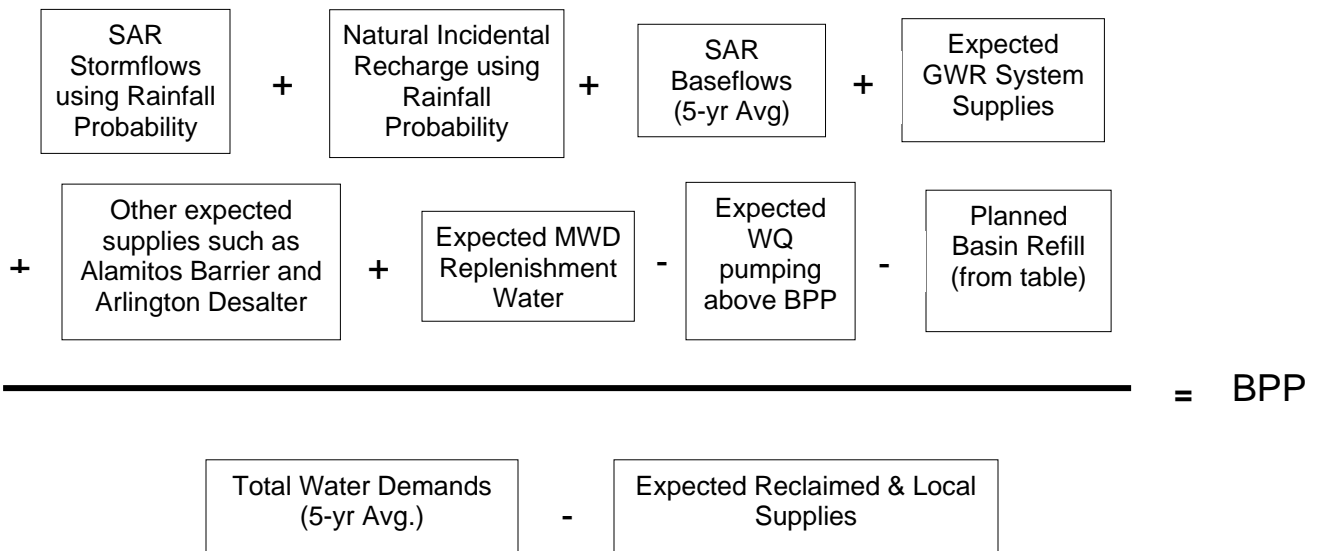 SAR
Stormflows
using Rainfall
Probability
+
Natural Incidental
Recharge using
Rainfall
Probability
+
SAR
Baseflows
(5-yr Avg)
+
Expected
GWR System
Supplies
+
Other expected
supplies such as
Alamitos Barrier and
Arlington Desalter
+
Expected MWD
Replenishment
Water
-
Expected
WQ
pumping
above BPP
-
Planned
Basin Refill
(from table)
= BPP
Total Water Demands
(5-yr Avg.)
-
Expected Reclaimed & Local
Supplies